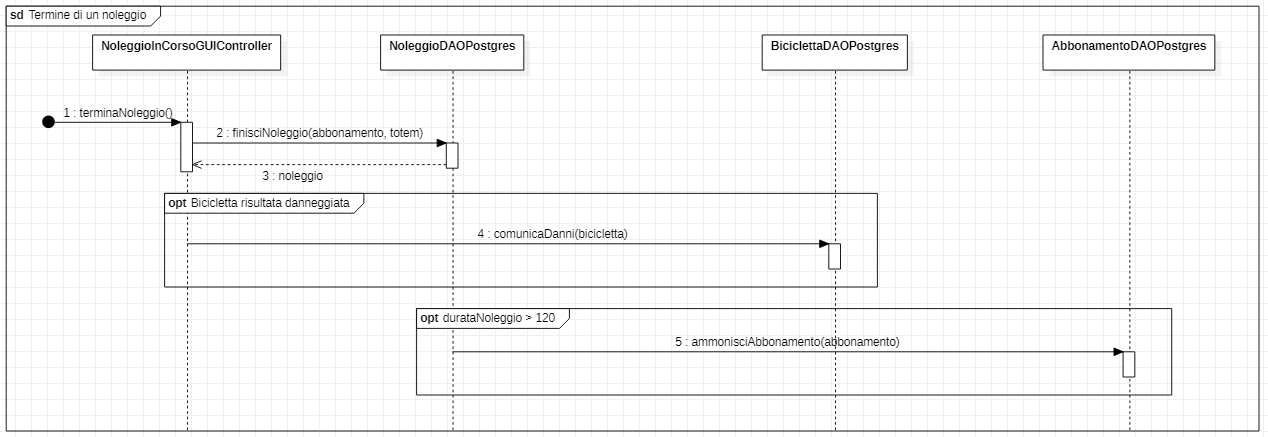 sd Termine di un noleggio
NoleggioInCorsoGUIController
NoleggioDAOPostgres
BiciclettaDAOPostgres
AbbonamentoDAOPostgres
1 : terminaNoleggio()
2 : finisciNoleggio(abbonamento, totem)
3 : noleggio
opt Bicicletta risultata danneggiata
4 : comunicaDanni(bicicletta)
opt durataNoleggio > 120
5 : ammonisciAbbonamento(abbonamento)